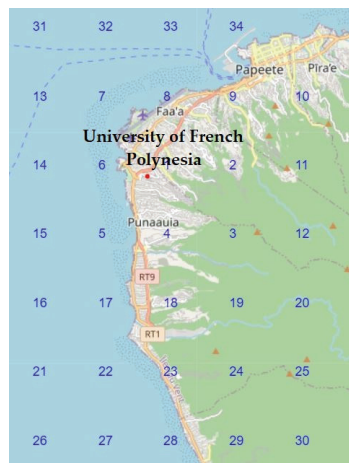 31 32 33 34
Papeete Pīra'e
13 7 8 9 10
Faa'a
University of French
Polynesia
14 6 2 11
Punaauia
15 5 4 3 12
RT9
16 17 18 19 20
RT1
21 22 23 24 25
26 27 28 29 30